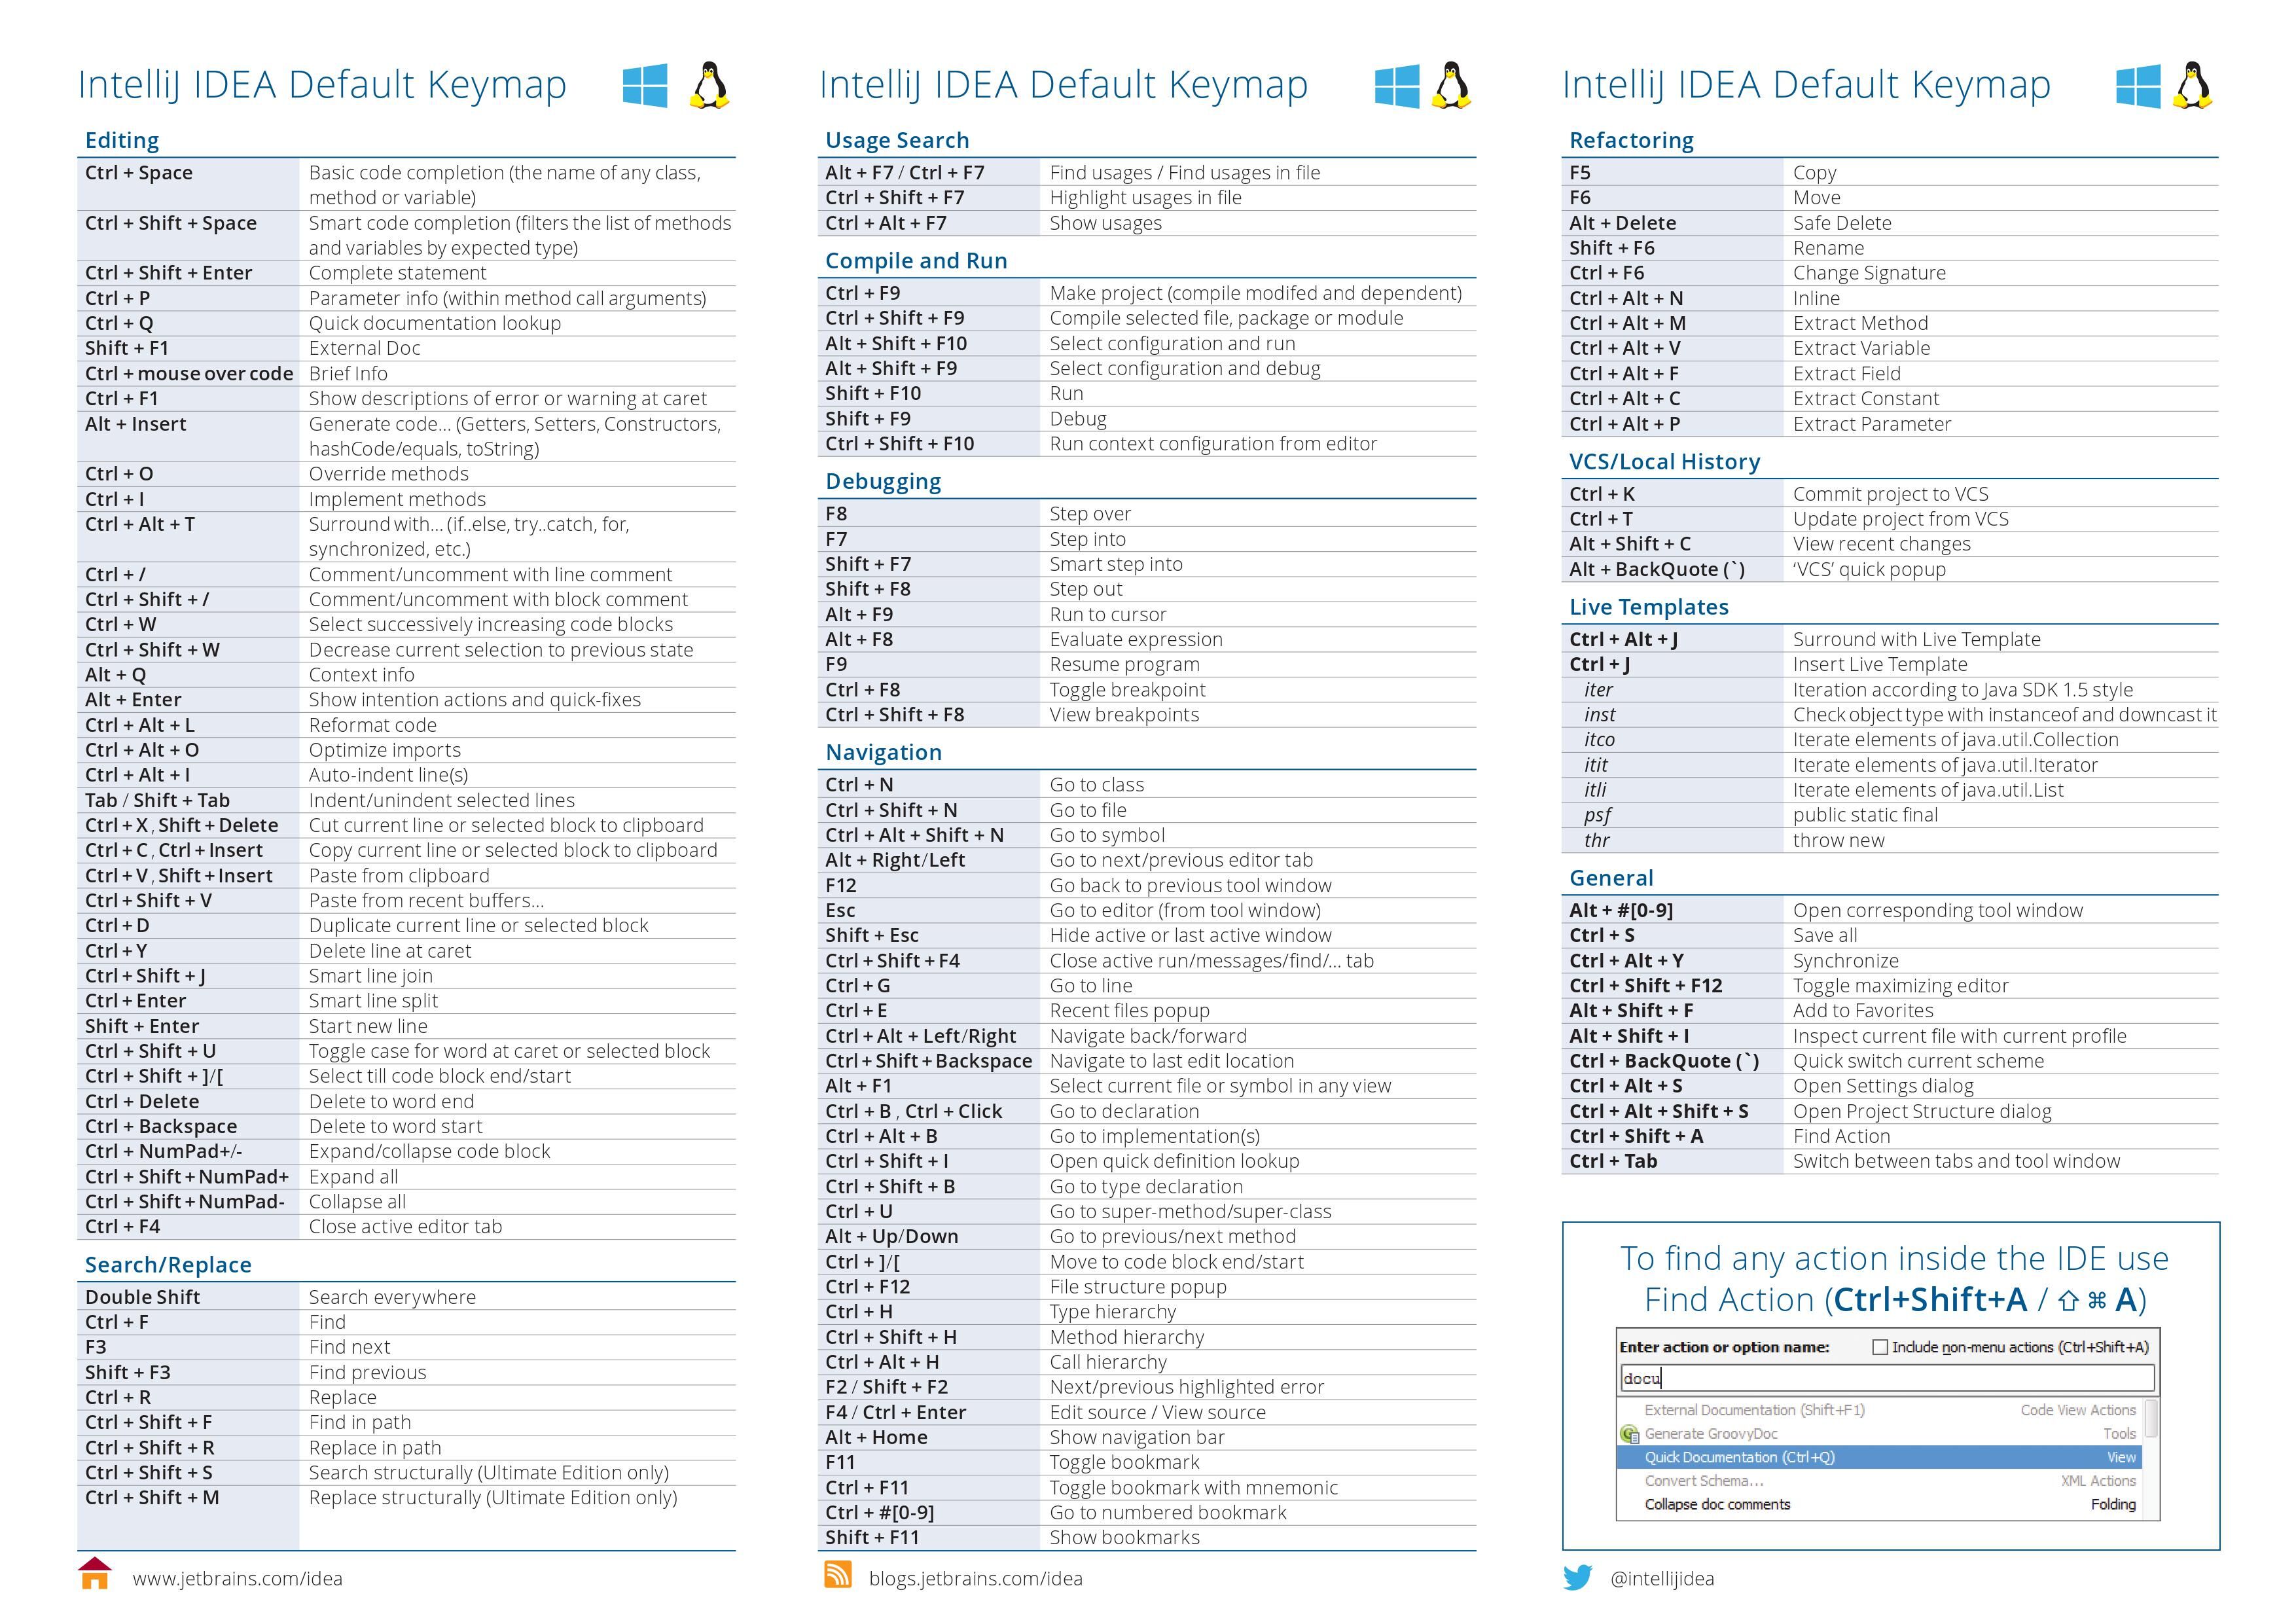 IntelliJ IDEA Default Keymap
Editing
Ctrl + Space Basic code completion (the name of any class,
method or variable)
Ctrl + Shift + Space Smart code completion (filters the list of methods
and variables by expected type)
Ctrl + Shift + Enter Complete statement
Ctrl + P Parameter info (within method call arguments)
Ctrl + Q Quick documentation lookup
Shift + F1 External Doc
Ctrl + mouse over code Brief Info
Ctrl + F1 Show descriptions of error or warning at caret
Alt + Insert Generate code... (Getters, Setters, Constructors,
hashCode/equals, toString)
Ctrl + O Override methods
Ctrl + I Implement methods
Ctrl + Alt + T Surround with... (if..else, try..catch, for,
synchronized, etc.)
Ctrl + / Comment/uncomment with line comment
Ctrl + Shift + / Comment/uncomment with block comment
Ctrl + W Select successively increasing code blocks
Ctrl + Shift + W Decrease current selection to previous state
Alt + Q Context info
Alt + Enter Show intention actions and quick-fixes
Ctrl + Alt + L Reformat code
Ctrl + Alt + O Optimize imports
Ctrl + Alt + I Auto-indent line(s)
Tab / Shift + Tab Indent/unindent selected lines
Ctrl + X , Shift + Delete Cut current line or selected block to clipboard
Ctrl + C , Ctrl + Insert Copy current line or selected block to clipboard
Ctrl + V , Shift + Insert Paste from clipboard
Ctrl + Shift + V Paste from recent buffers...
Ctrl + D Duplicate current line or selected block
Ctrl + Y Delete line at caret
Ctrl + Shift + J Smart line join
Ctrl + Enter Smart line split
Shift + Enter Start new line
Ctrl + Shift + U Toggle case for word at caret or selected block
Ctrl + Shift + ]/[ Select till code block end/start
Ctrl + Delete Delete to word end
Ctrl + Backspace Delete to word start
Ctrl + NumPad+/- Expand/collapse code block
Ctrl + Shift + NumPad+ Expand all
Ctrl + Shift + NumPad- Collapse all
Ctrl + F4 Close active editor tab
Search/Replace
Double Shift Search everywhere
Ctrl + F Find
F3 Find next
Shift + F3 Find previous
Ctrl + R Replace
Ctrl + Shift + F Find in path
Ctrl + Shift + R Replace in path
Ctrl + Shift + S Search structurally (Ultimate Edition only)
Ctrl + Shift + M Replace structurally (Ultimate Edition only)
www.jetbrains.com/idea
IntelliJ IDEA Default Keymap
Usage Search
Alt + F7 / Ctrl + F7 Find usages / Find usages in file
Ctrl + Shift + F7 Highlight usages in file
Ctrl + Alt + F7 Show usages
Compile and Run
Ctrl + F9 Make project (compile modifed and dependent)
Ctrl + Shift + F9 Compile selected file, package or module
Alt + Shift + F10 Select configuration and run
Alt + Shift + F9 Select configuration and debug
Shift + F10 Run
Shift + F9 Debug
Ctrl + Shift + F10 Run context configuration from editor
Debugging
F8 Step over
F7 Step into
Shift + F7 Smart step into
Shift + F8 Step out
Alt + F9 Run to cursor
Alt + F8 Evaluate expression
F9 Resume program
Ctrl + F8 Toggle breakpoint
Ctrl + Shift + F8 View breakpoints
Navigation
Ctrl + N Go to class
Ctrl + Shift + N Go to file
Ctrl + Alt + Shift + N Go to symbol
Alt + Right/Left Go to next/previous editor tab
F12 Go back to previous tool window
Esc Go to editor (from tool window)
Shift + Esc Hide active or last active window
Ctrl + Shift + F4 Close active run/messages/find/... tab
Ctrl + G Go to line
Ctrl + E Recent files popup
Ctrl + Alt + Left/Right Navigate back/forward
Ctrl + Shift + Backspace Navigate to last edit location
Alt + F1 Select current file or symbol in any view
Ctrl + B , Ctrl + Click Go to declaration
Ctrl + Alt + B Go to implementation(s)
Ctrl + Shift + I Open quick definition lookup
Ctrl + Shift + B Go to type declaration
Ctrl + U Go to super-method/super-class
Alt + Up/Down Go to previous/next method
Ctrl + ]/[ Move to code block end/start
Ctrl + F12 File structure popup
Ctrl + H Type hierarchy
Ctrl + Shift + H Method hierarchy
Ctrl + Alt + H Call hierarchy
F2 / Shift + F2 Next/previous highlighted error
F4 / Ctrl + Enter Edit source / View source
Alt + Home Show navigation bar
F11 Toggle bookmark
Ctrl + F11 Toggle bookmark with mnemonic
Ctrl + #[0-9] Go to numbered bookmark
Shift + F11 Show bookmarks
blogs.jetbrains.com/idea
IntelliJ IDEA Default Keymap
Refactoring
F5 Copy
F6 Move
Alt + Delete Safe Delete
Shift + F6 Rename
Ctrl + F6 Change Signature
Ctrl + Alt + N Inline
Ctrl + Alt + M Extract Method
Ctrl + Alt + V Extract Variable
Ctrl + Alt + F Extract Field
Ctrl + Alt + C Extract Constant
Ctrl + Alt + P Extract Parameter
VCS/Local History
Ctrl + K Commit project to VCS
Ctrl + T Update project from VCS
Alt + Shift + C View recent changes
Alt + BackQuote (`) ‘VCS’ quick popup
Live Templates
Ctrl + Alt + J Surround with Live Template
Ctrl + J Insert Live Template
iter Iteration according to Java SDK 1.5 style
inst Check object type with instanceof and downcast it
itco Iterate elements of java.util.Collection
itit Iterate elements of java.util.Iterator
itli Iterate elements of java.util.List
psf public static final
thr throw new
General
Alt + #[0-9] Open corresponding tool window
Ctrl + S Save all
Ctrl + Alt + Y Synchronize
Ctrl + Shift + F12 Toggle maximizing editor
Alt + Shift + F Add to Favorites
Alt + Shift + I Inspect current file with current profile
Ctrl + BackQuote (`) Quick switch current scheme
Ctrl + Alt + S Open Settings dialog
Ctrl + Alt + Shift + S Open Project Structure dialog
Ctrl + Shift + A Find Action
Ctrl + Tab Switch between tabs and tool window
To find any action inside the IDE use
Find Action (Ctrl+Shift+A / ⇧ ⌘ A)
Enter action or option name: Include non-menu actions (Ctrl+Shift+A)
docu
External Documentation (Shift+F1) Code View Actions
Generate GroovyDoc Tools
Quick Documentation (Ctrl+Q) View
Convert Schema... XML Actions
Collapse doc comments Folding
@intellijidea